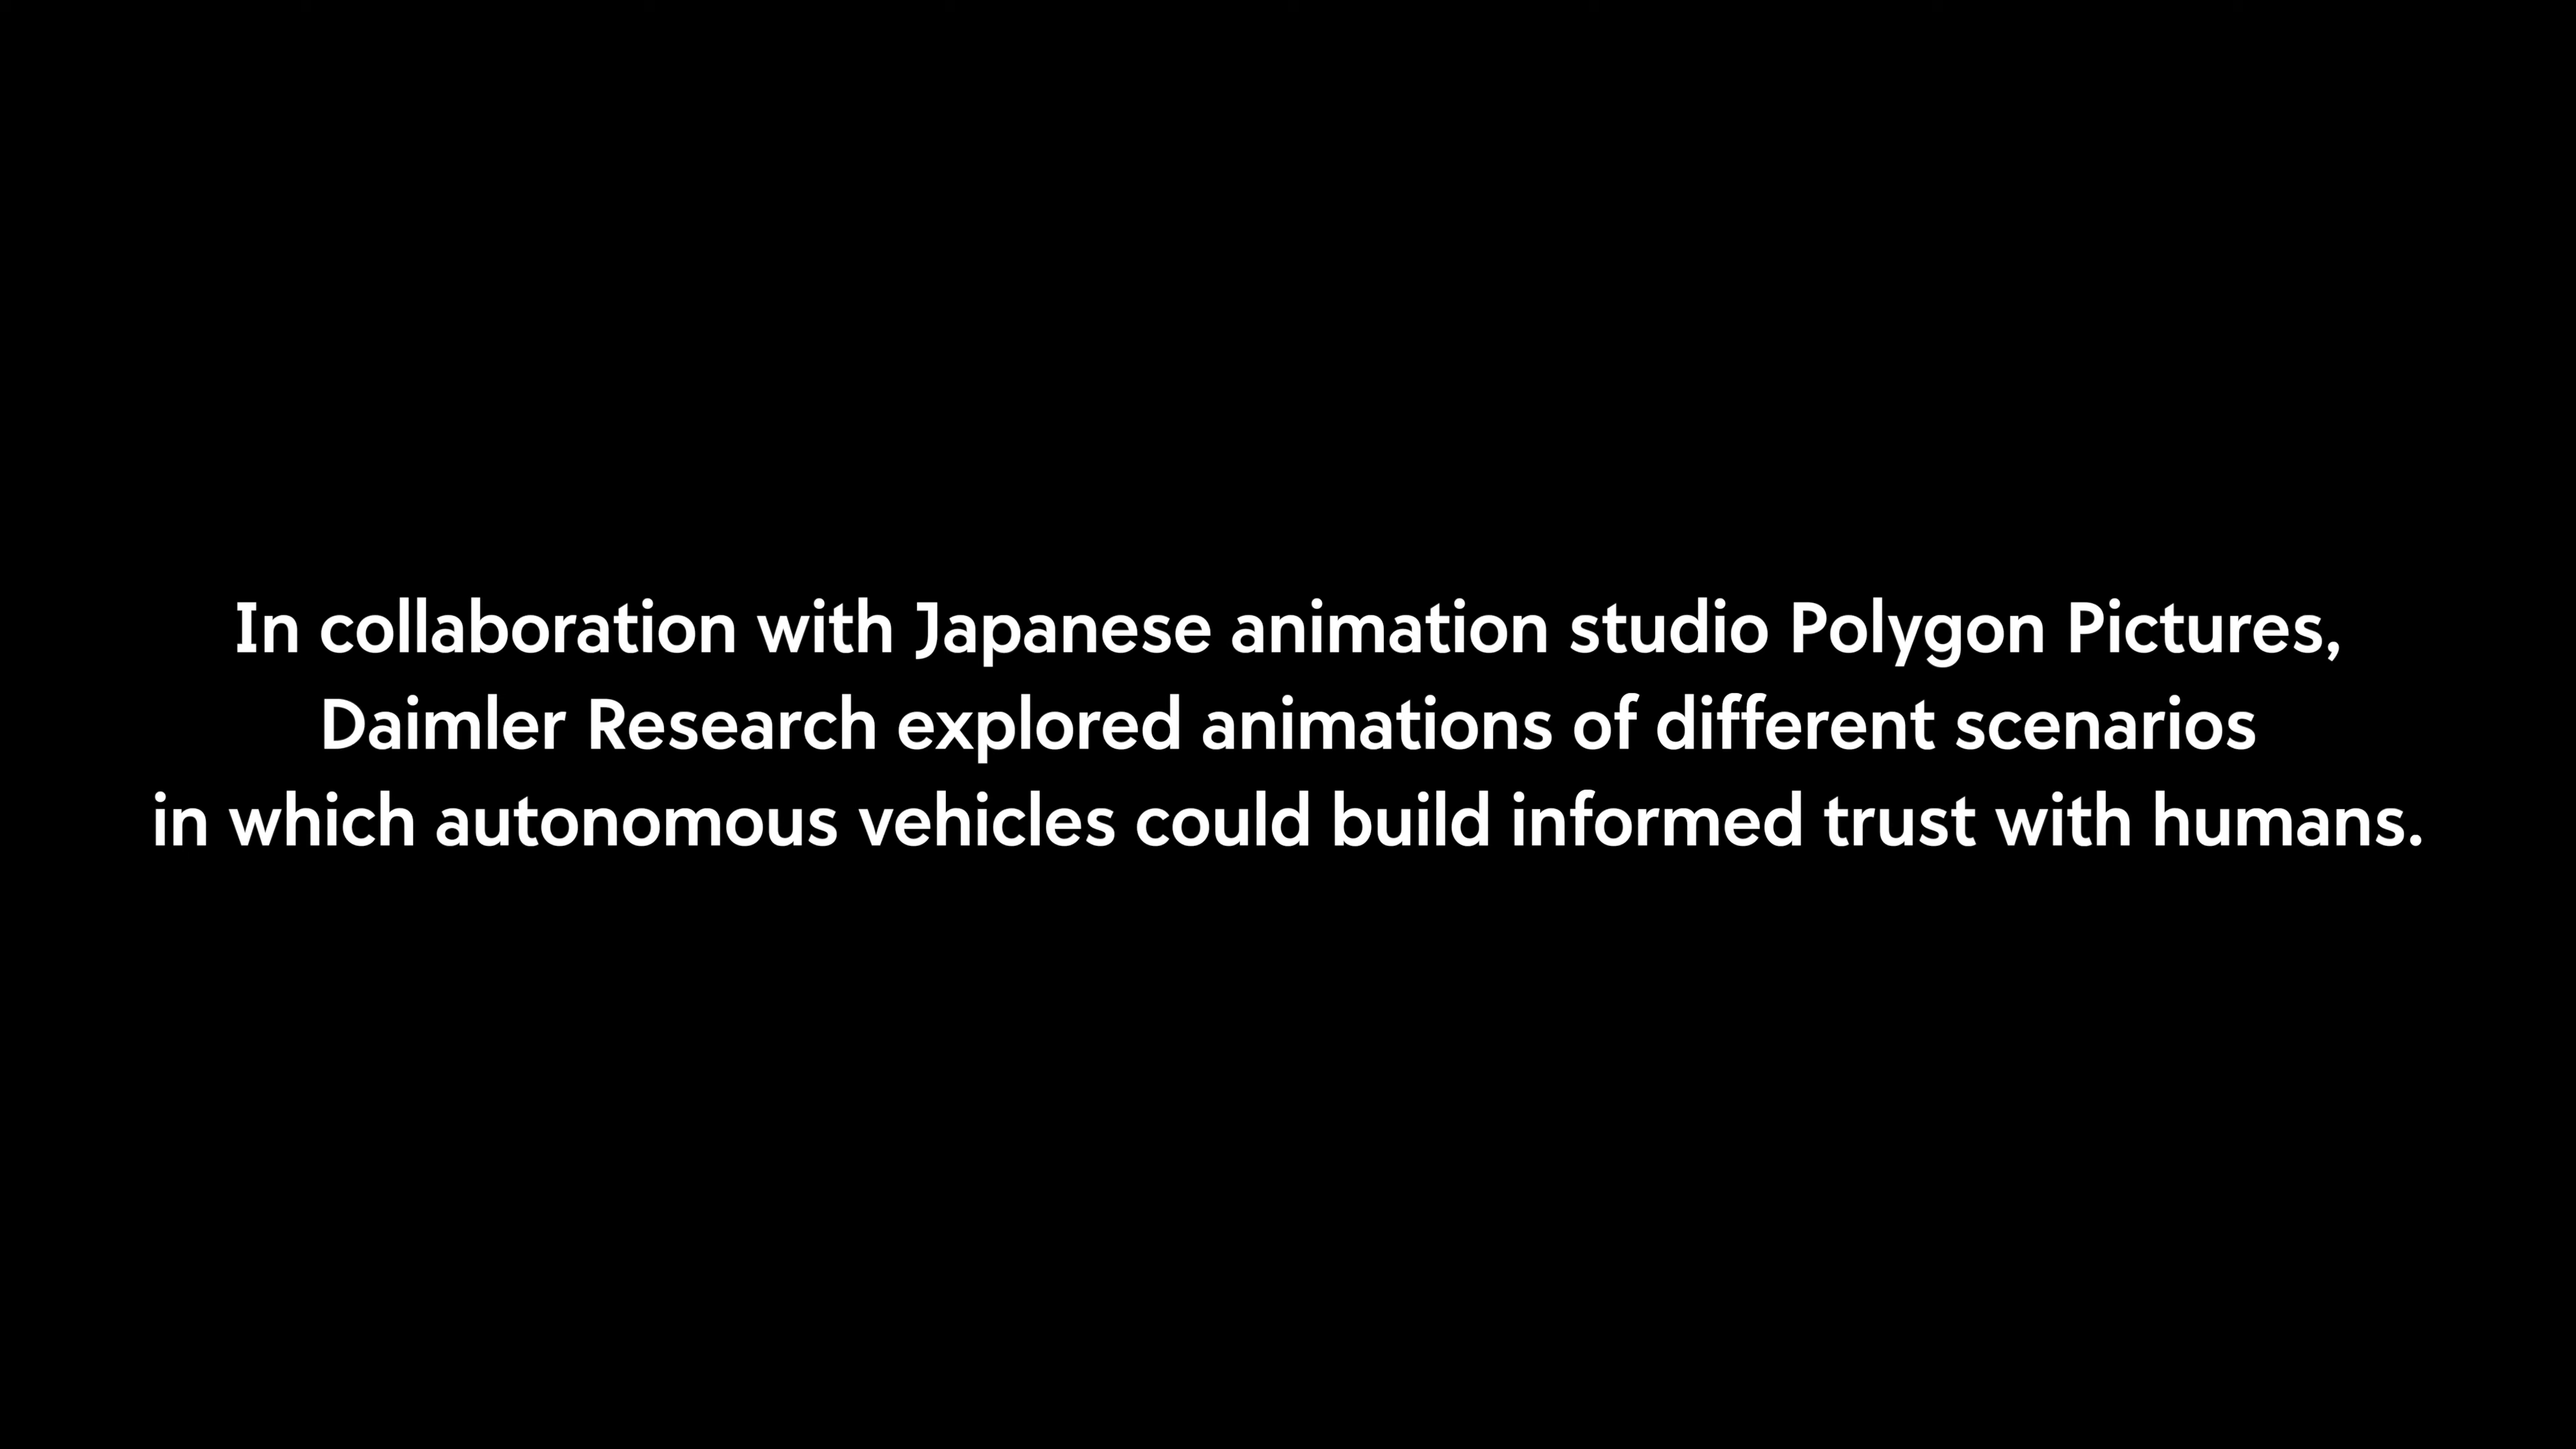 In collaboration with Japanese animation studio Polygon Pictures,
Daimler Research explored animations of different scenarios
in which autonomous vehicles could build informed trust with humans.